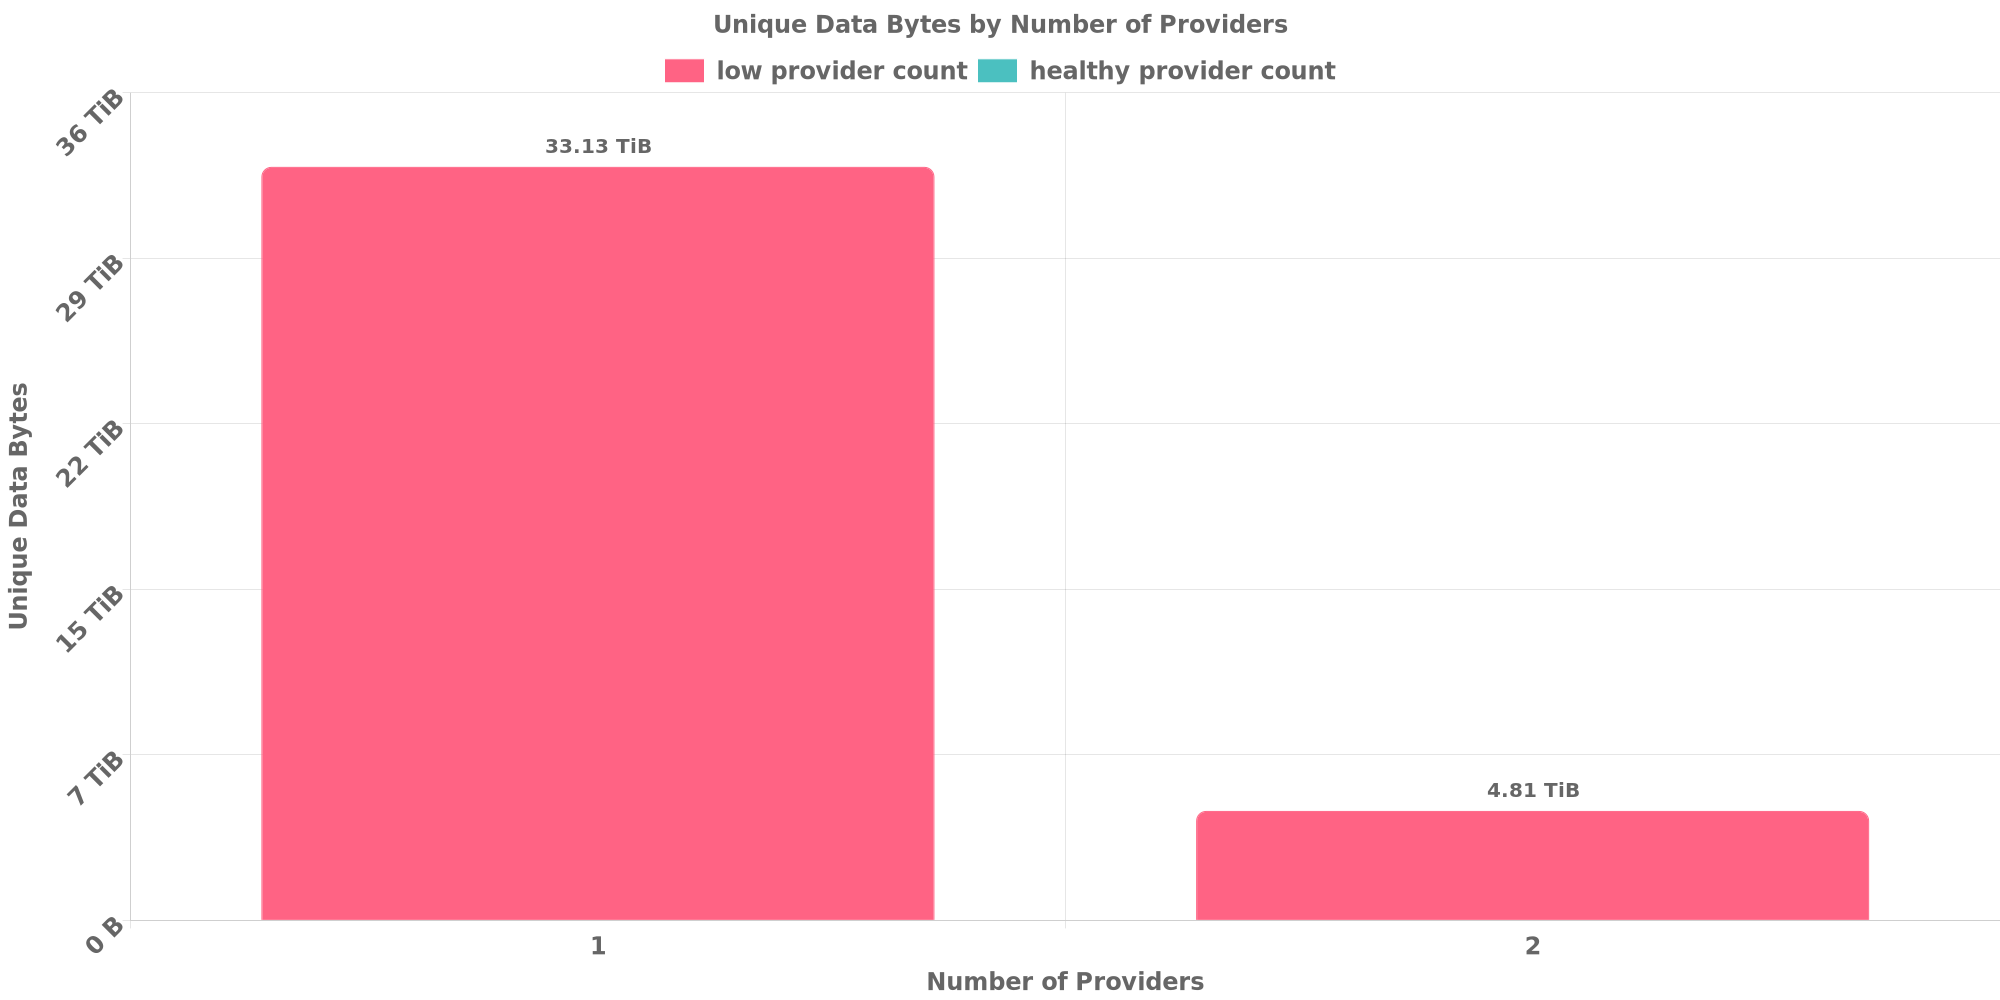 Unique Data Bytes by Number of Providers
low provider count
healthy provider count
36 TiB
29 TiB
22 TiB
15 TiB
7 TiB
0 B
Unique Data Bytes
33.13 TiB
4.81 TiB
1
2
Number of Providers